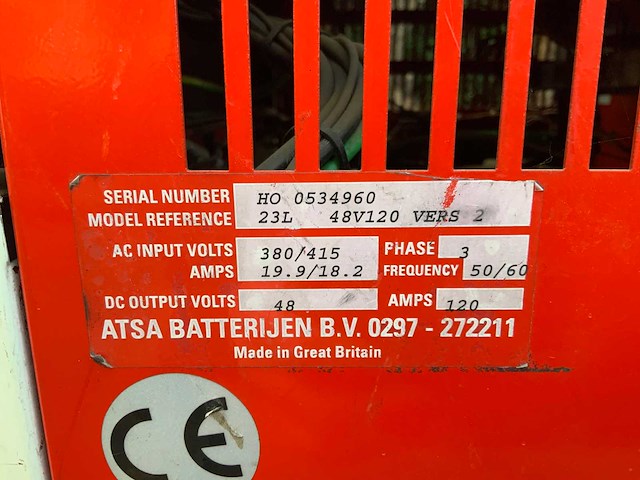 SERIAL NUMBER HO 0534960
MODEL REFERENCE 23L 48V120 VERS 2
AC INPUT VOLTS 380/415 PHASE 3
AMPS 19.9/18.2 FREQUENCY 50/60
DC OUTPUT VOLTS 48 AMPS 120
ATSA BATTERIJEN B.V. 0297 - 272211
Made in Great Britain
CE